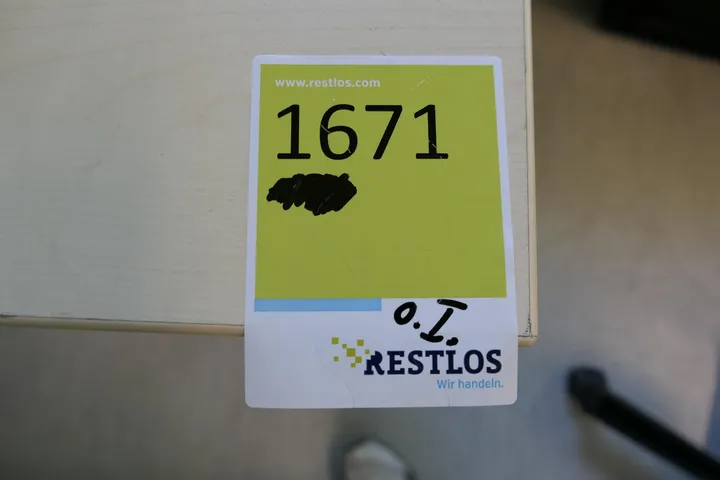 www.restlos.com
1671
o.I.
RESTLOS
Wir handeln.